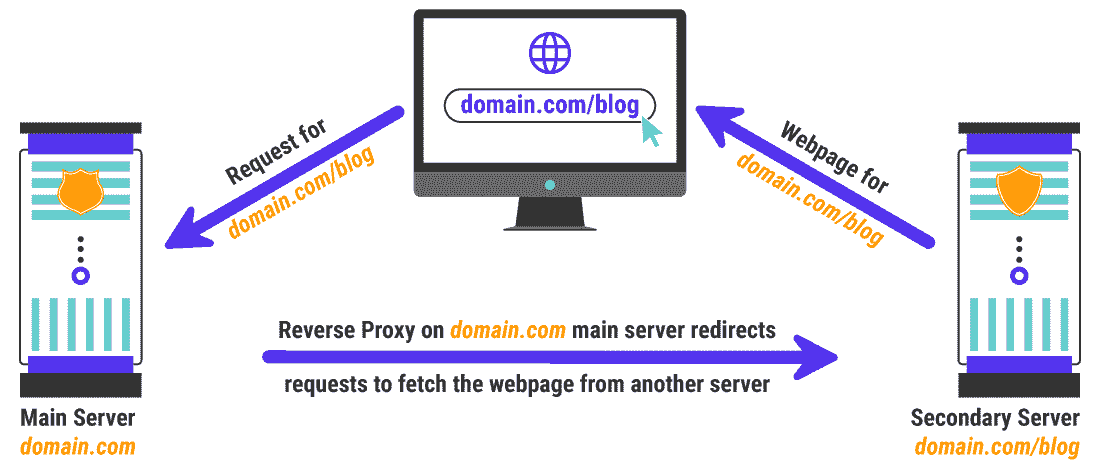 domain.com/blog
Request for
domain.com/blog
Webpage for
domain.com/blog
Reverse Proxy on domain.com main server redirects
requests to fetch the webpage from another server
Main Server
domain.com
Secondary Server
domain.com/blog